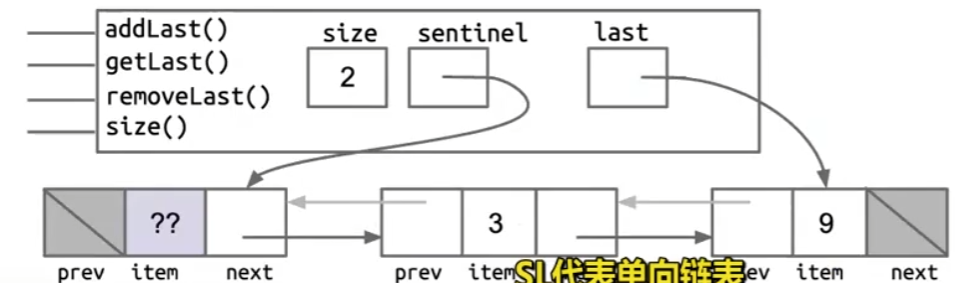 addLast()
size sentinel last
getLast()
2
removeLast()
size()
?? 3 9
prev item next prev item prev item next
SL代表单向链表